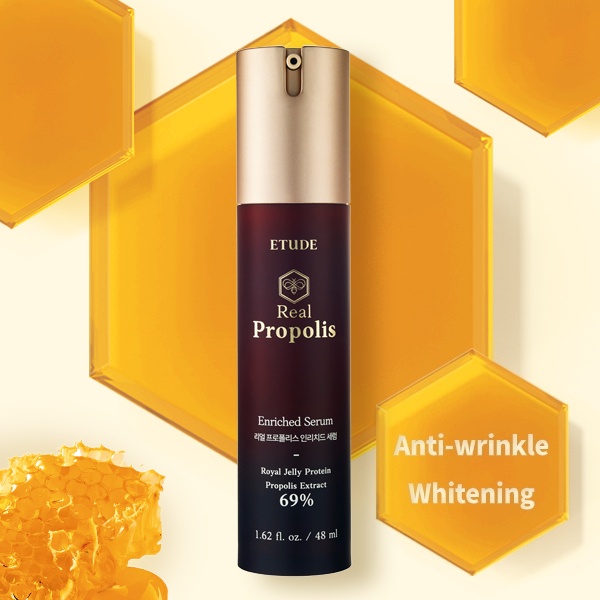 ETUDE
Real
Propolis
Enriched Serum
리얼 프로폴리스 인리치드 세럼
Royal Jelly Protein
Propolis Extract
69%
1.62 fl. oz. / 48 ml
Anti-wrinkle
Whitening